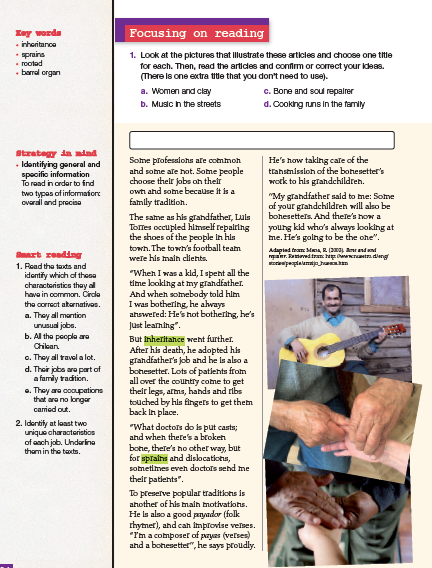 Key words
• inheritance
• sprains
• rooted
• barrel organ
Strategy in mind
• Identifying general and
specific information
To read in order to find
two types of information:
overall and precise
Smart reading
1. Read the texts and
identify which of these
characteristics they all
have in common. Circle
the correct alternatives.
a. They all mention
unusual jobs.
b. All the people are
Chilean.
c. They travel a lot.
d. Their jobs are part of
a family tradition.
e. They are occupations
that are no longer
carried out.
2. Identify at least two
unique characteristics
of each job. Underline
them in the texts.
Focusing on reading
1. Look at the pictures that illustrate these articles and choose one title
for each. Then, read the articles and confirm or correct your ideas.
(There is one extra title that you don't need to use).
a. Women and clay
b. Music in the streets
c. Bone and soul repairer
d. Cooking runs in the family
Some professions are common
and some are not. Some people
choose their jobs on their
own and some because it is a
family tradition.
The same as his grandfather, Luis
Torres occupied himself repairing
the shoes of the people in his
town. The town's football team
were his main clients.
"When I was a kid, I spent all the
time looking at my grandfather.
And when somebody told him
I was bothering, he always
answered: He's not bothering, he's
just learning".
But inheritance went further.
After his death, he adopted his
grandfather's job and he is also a
bonesetter. Lots of patients from
all over the country come to get
their legs, arms, hands and ribs
touched by his fingers to get them
back in place.
"What doctors do is put casts;
and when there's a broken
bone, there's no other way, but
for sprains and dislocations,
sometimes even doctors send me
their patients".
To preserve popular traditions is
another of his main motivations.
He is also a good payador (folk
rhymer), and can improvise verses.
"I'm a composer of payas (verses)
and a bonesetter", he says proudly.
He's now taking care of the
transmission of the bonesetter's
work to his grandchildren.
"My grandfather said to me: Some
of your grandchildren will also be
bonesetters. And there's now a
young kid who's always looking at
me. He's going to be the one".
Adapted from: Mena, R. (2003). Bone and soul
repairer. Retrieved from: http://www.nuestro.cl/eng/
stories/people/armijo_huesos.htm